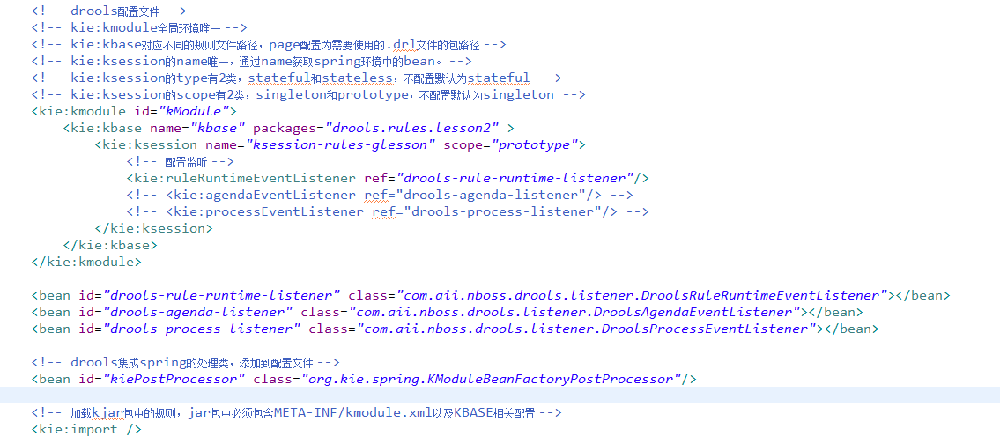 <!-- drools配置文件 -->
<!-- kie:kmodule全局环境唯一 -->
<!-- kie:kbase对应不同的规则文件路径，page配置为需要使用的.drl文件的包路径 -->
<!-- kie:ksession的name唯一，通过name获取spring环境中的bean。 -->
<!-- kie:ksession的type有2类，stateful和stateless，不配置默认为stateful -->
<!-- kie:ksession的scope有2类，singleton和prototype，不配置默认为singleton -->
<kie:kmodule id="kModule">
<kie:kbase name="kbase" packages="drools.rules.lesson2" >
<kie:ksession name="ksession-rules-glesson" scope="prototype">
<!-- 配置监听 -->
<kie:ruleRuntimeEventListener ref="drools-rule-runtime-listener"/>
<!-- <kie:agendaEventListener ref="drools-agenda-listener"/> -->
<!-- <kie:processEventListener ref="drools-process-listener"/> -->
</kie:ksession>
</kie:kbase>
</kie:kmodule>
<bean id="drools-rule-runtime-listener" class="com.aii.nboss.drools.listener.DroolsRuleRuntimeEventListener"></bean>
<bean id="drools-agenda-listener" class="com.aii.nboss.drools.listener.DroolsAgendaEventListener"></bean>
<bean id="drools-process-listener" class="com.aii.nboss.drools.listener.DroolsProcessEventListener"></bean>
<!-- drools集成spring的处理类，添加到配置文件 -->
<bean id="kiePostProcessor" class="org.kie.spring.KModuleBeanFactoryPostProcessor"/>
<!-- 加载kjar包中的规则，jar包中必须包含META-INF/kmodule.xml以及KBASE相关配置 -->
<kie:import />